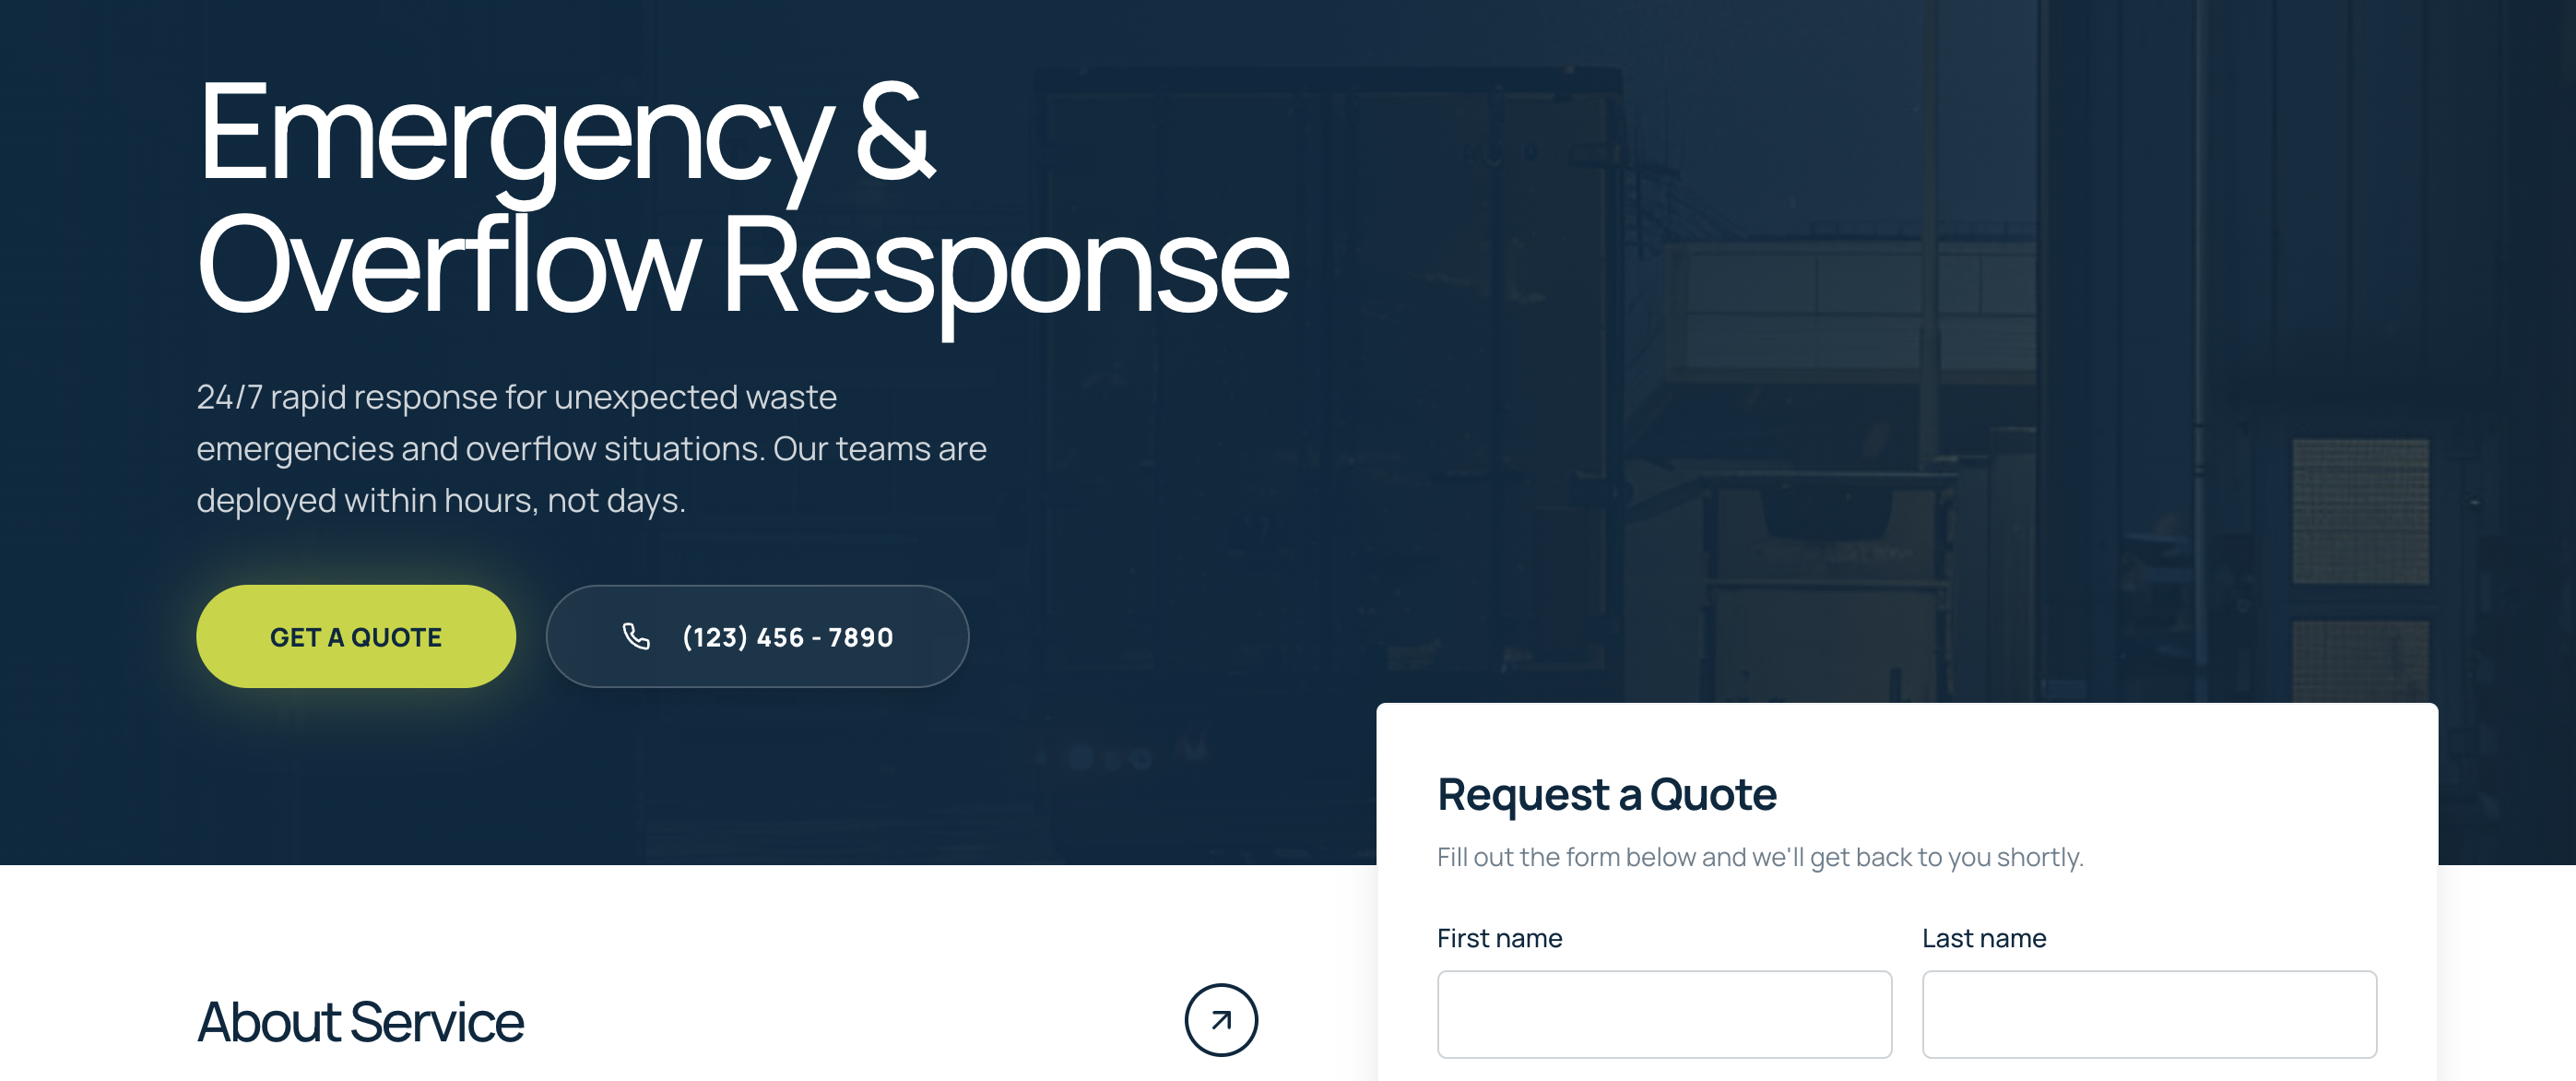 Emergency &
Overflow Response
24/7 rapid response for unexpected waste
emergencies and overflow situations. Our teams are
deployed within hours, not days.
GET A QUOTE
(123) 456 - 7890
Request a Quote
Fill out the form below and we'll get back to you shortly.
First name
Last name
About Service